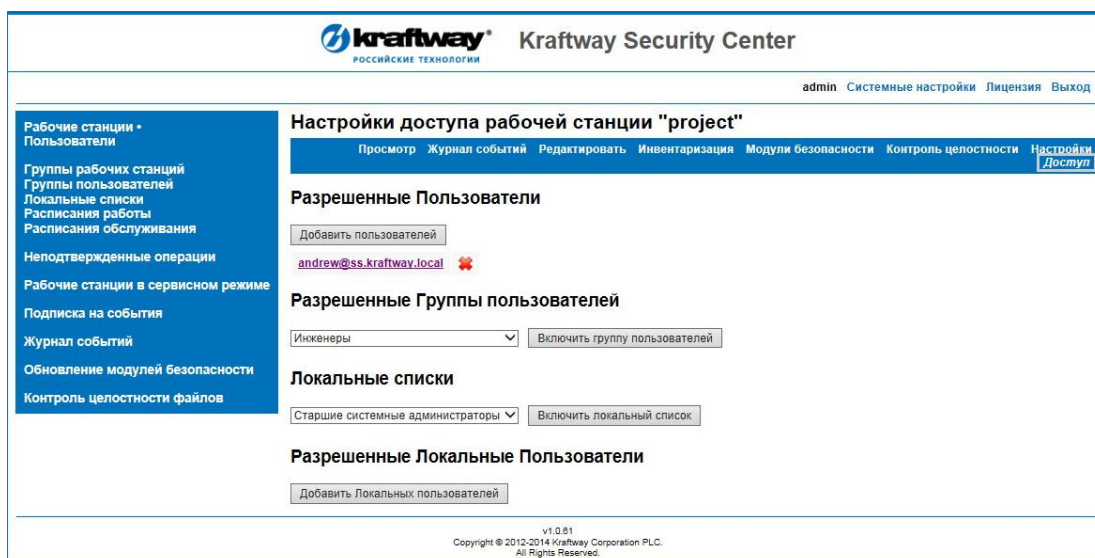 kraftway®
РОССИЙСКИЕ ТЕХНОЛОГИИ
Kraftway Security Center
admin Системные настройки Лицензия Выход
Рабочие станции •
Пользователи
Группы рабочих станций
Группы пользователей
Локальные списки
Расписания работы
Расписания обслуживания
Неподтвержденные операции
Рабочие станции в сервисном режиме
Подписка на события
Журнал событий
Обновление модулей безопасности
Контроль целостности файлов
Настройки доступа рабочей станции "project"
Просмотр Журнал событий Редактировать Инвентаризация Модули безопасности Контроль целостности Настройки
Доступ
Разрешенные Пользователи
Добавить пользователей
andrew@ss.kraftway.local
Разрешенные Группы пользователей
Инженеры Включить группу пользователей
Локальные списки
Старшие системные администраторы Включить локальный список
Разрешенные Локальные Пользователи
Добавить Локальных пользователей
v1.0.61
Copyright © 2012-2014 Kraftway Corporation PLC.
All Rights Reserved.